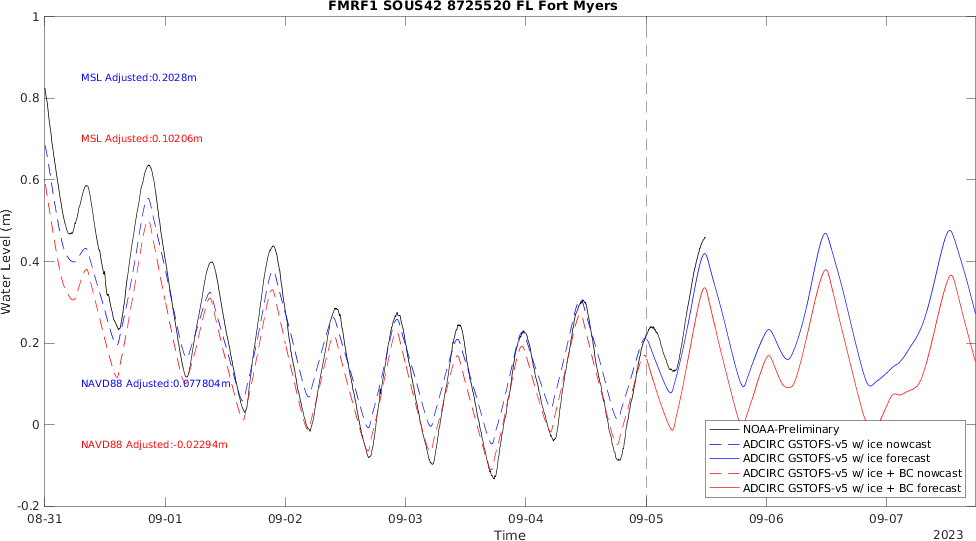 FMRF1 SOUS42 8725520 FL Fort Myers
1
0.8
0.6
0.4
0.2
0
-0.2
Water Level (m)
MSL Adjusted:0.2028m
MSL Adjusted:0.10206m
NAVD88 Adjusted:0.077804m
NAVD88 Adjusted:-0.02294m
NOAA-Preliminary
ADCIRC GSTOFS-v5 w/ ice nowcast
ADCIRC GSTOFS-v5 w/ ice forecast
ADCIRC GSTOFS-v5 w/ ice + BC nowcast
ADCIRC GSTOFS-v5 w/ ice + BC forecast
08-31 09-01 09-02 09-03 09-04 09-05 09-06 09-07
Time
2023